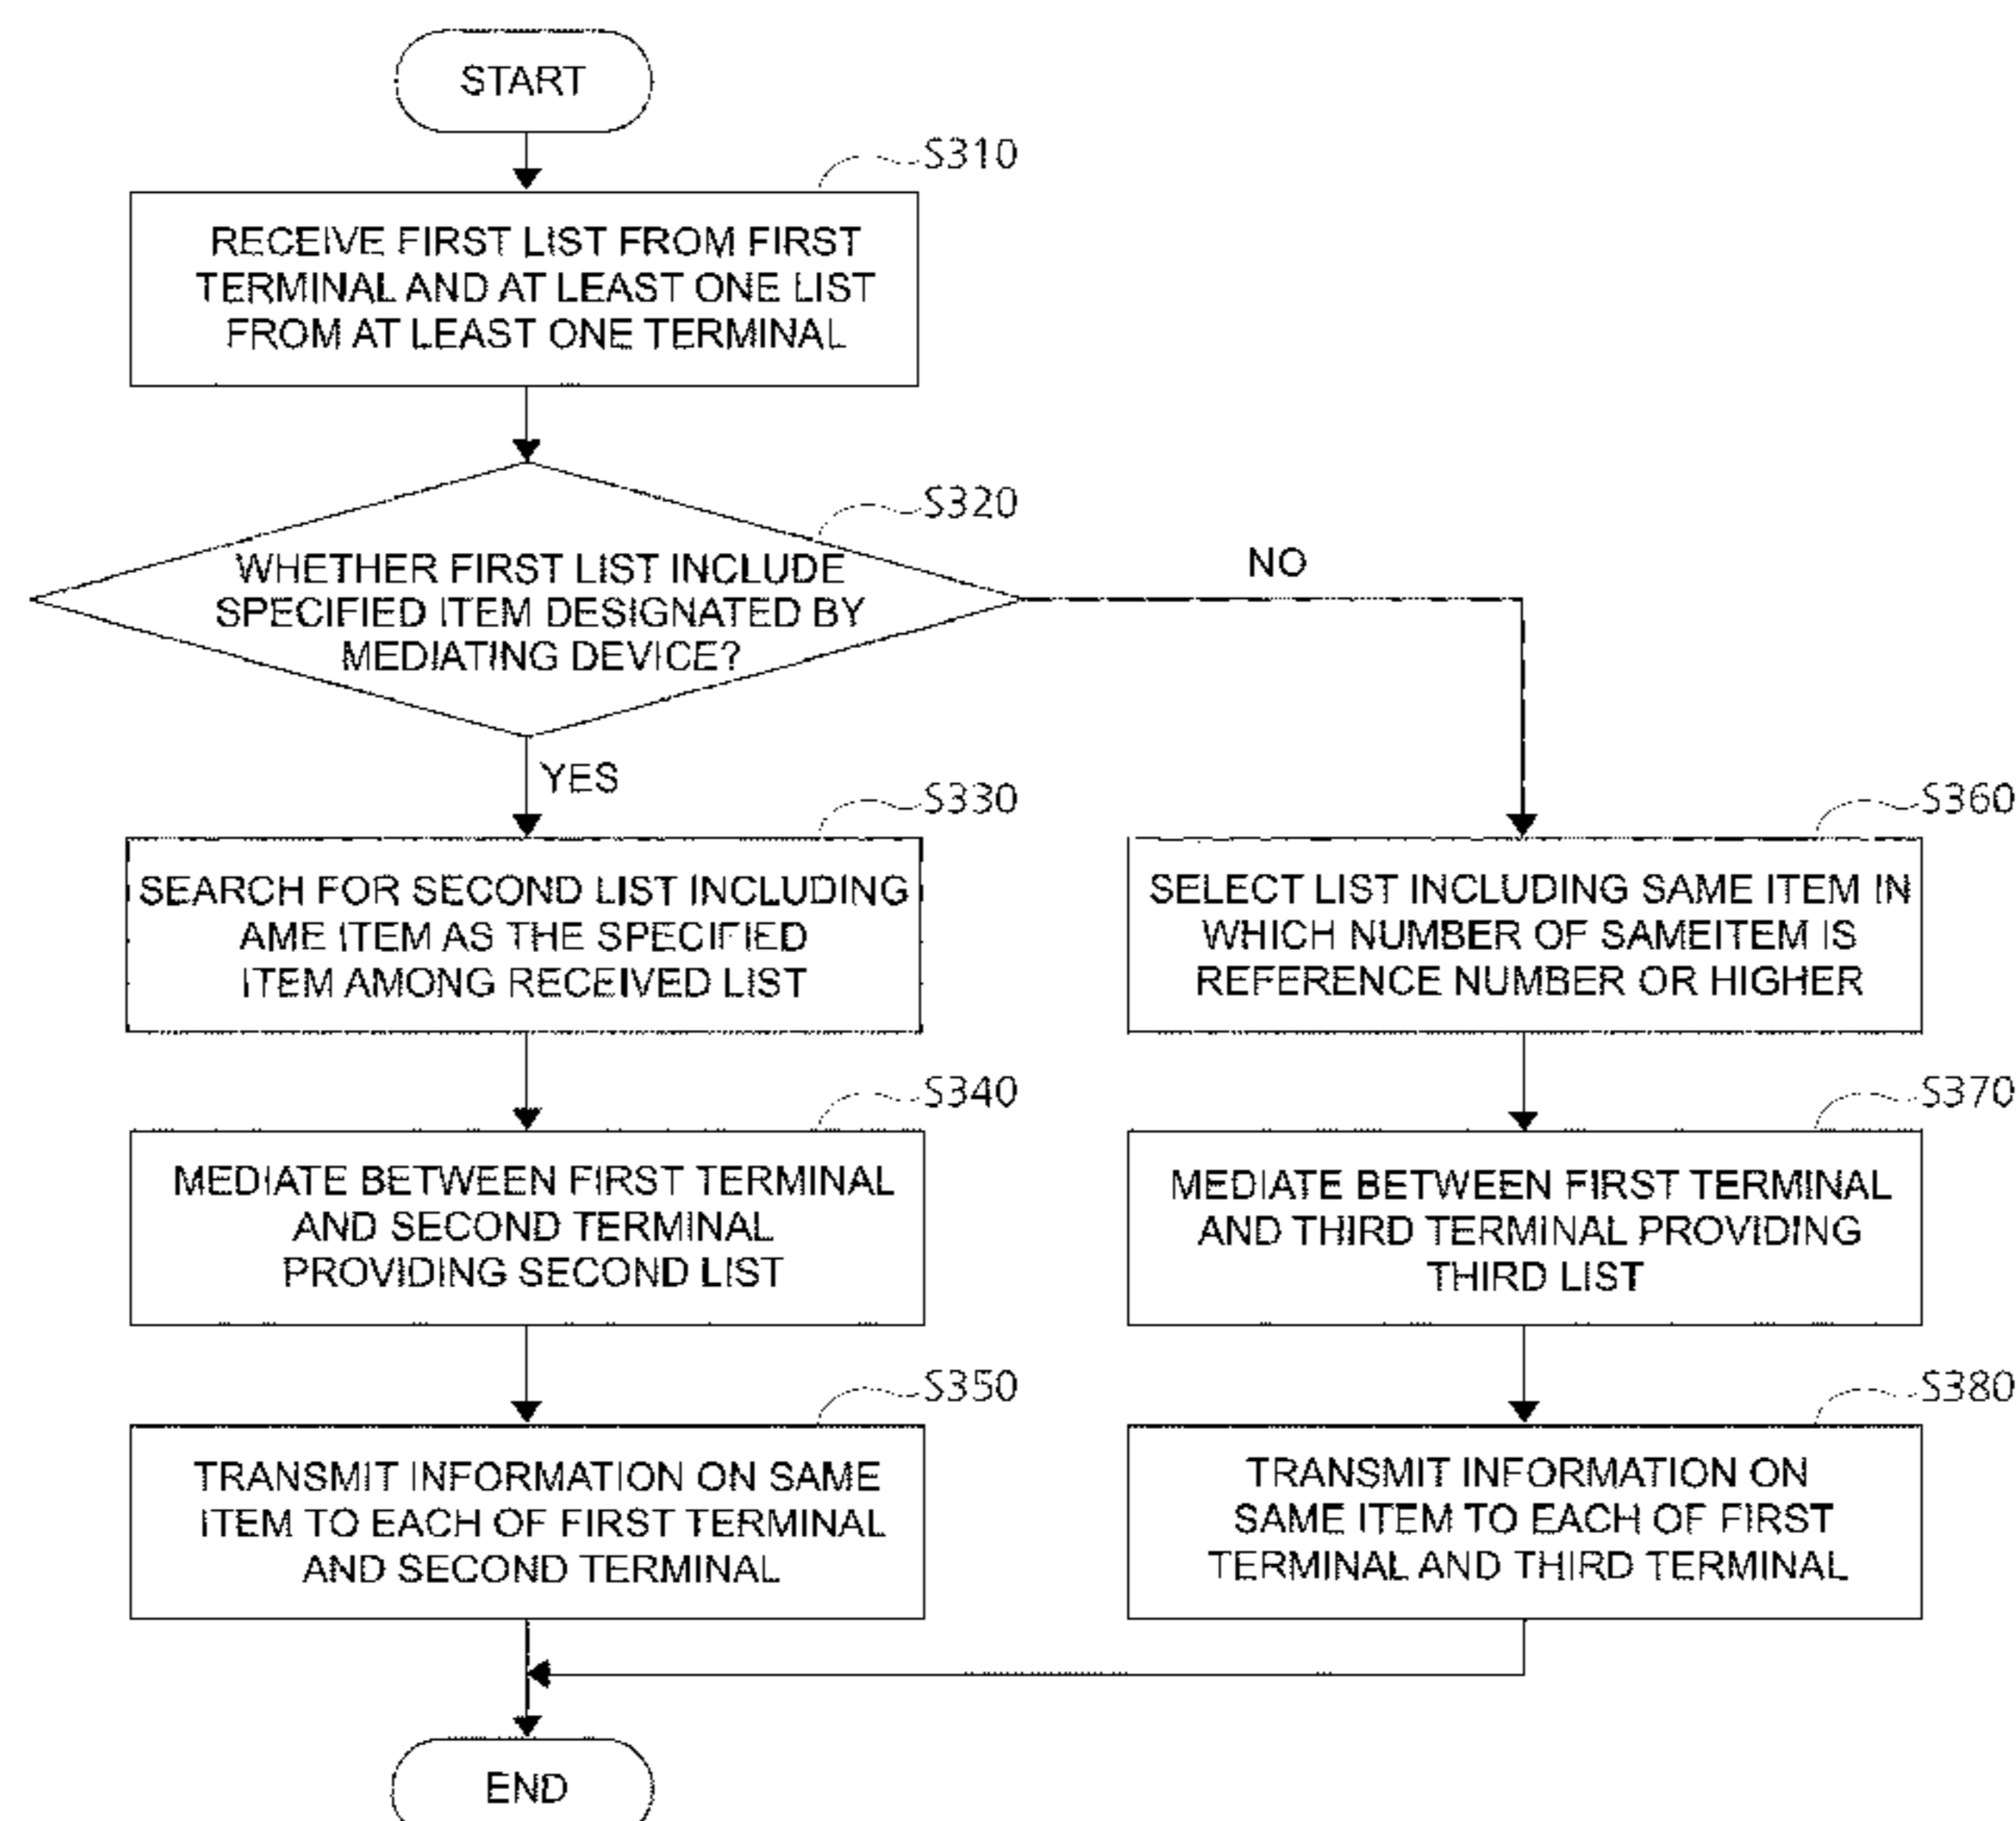 START
S310
RECEIVE FIRST LIST FROM FIRST
TERMINAL AND AT LEAST ONE LIST
FROM AT LEAST ONE TERMINAL
S320
WHETHER FIRST LIST INCLUDE
SPECIFIED ITEM DESIGNATED BY
MEDIATING DEVICE?
NO
YES
S330
SEARCH FOR SECOND LIST INCLUDING
AME ITEM AS THE SPECIFIED
ITEM AMONG RECEIVED LIST
S360
SELECT LIST INCLUDING SAME ITEM IN
WHICH NUMBER OF SAMEITEM IS
REFERENCE NUMBER OR HIGHER
S340
MEDIATE BETWEEN FIRST TERMINAL
AND SECOND TERMINAL
PROVIDING SECOND LIST
S370
MEDIATE BETWEEN FIRST TERMINAL
AND THIRD TERMINAL PROVIDING
THIRD LIST
S350
TRANSMIT INFORMATION ON SAME
ITEM TO EACH OF FIRST TERMINAL
AND SECOND TERMINAL
S380
TRANSMIT INFORMATION ON
SAME ITEM TO EACH OF FIRST
TERMINAL AND THIRD TERMINAL
END